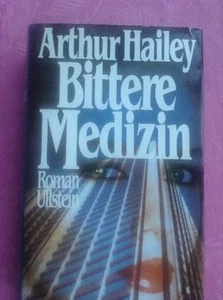 Arthur Hailey
Bittere
Medizin
Roman
Ullstein